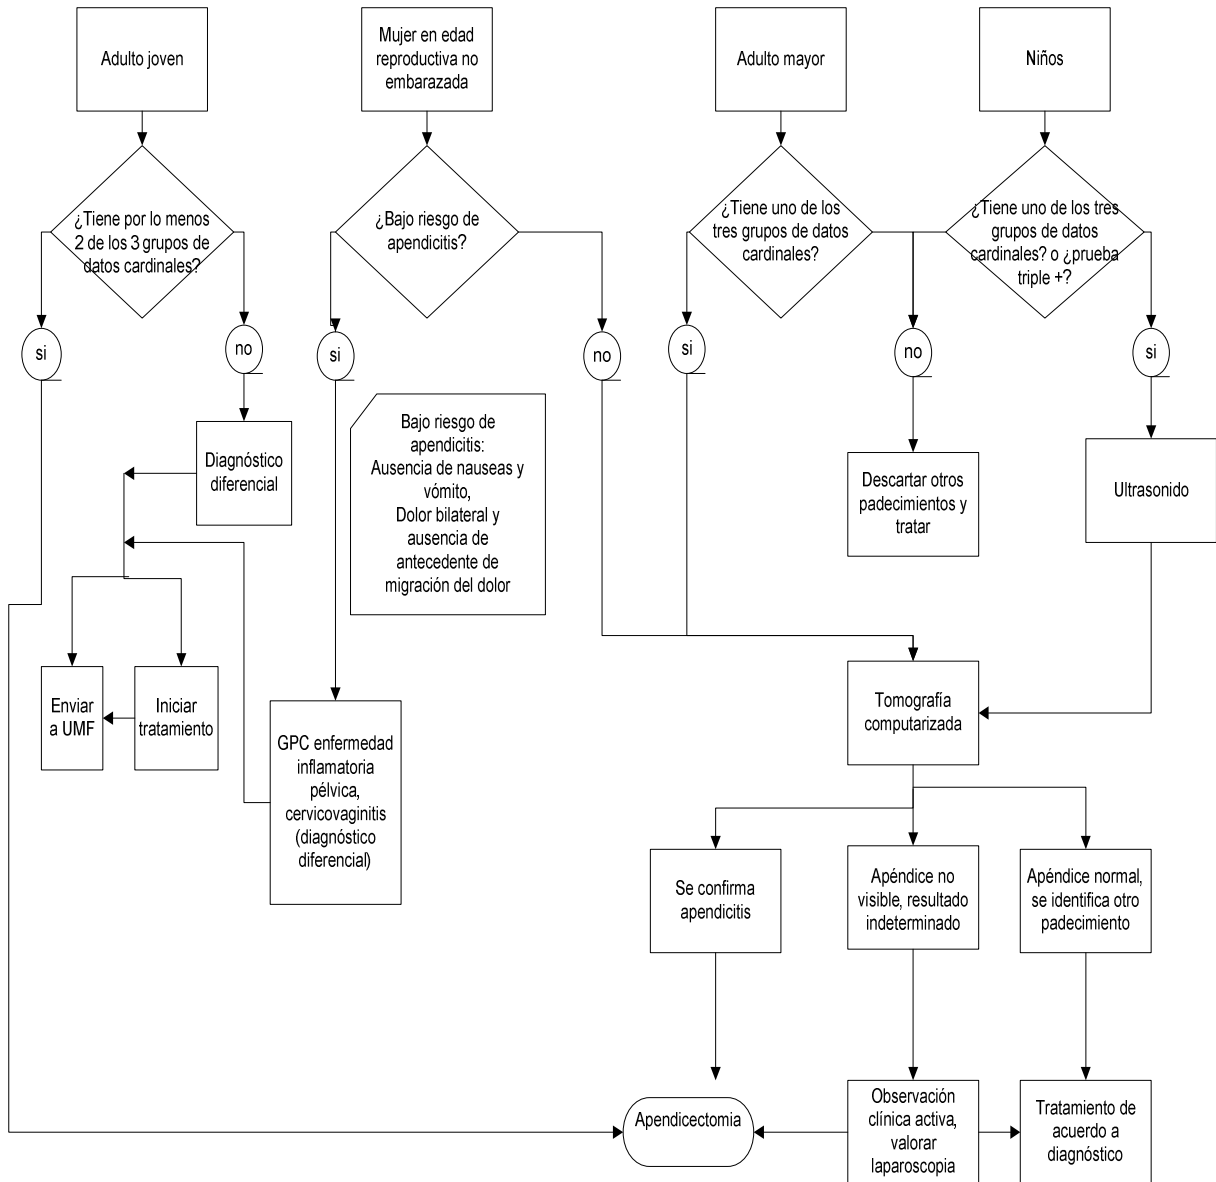 Adulto joven
Mujer en edad
reproductiva no
embarazada
Adulto mayor
Niños
¿Tiene por lo menos
2 de los 3 grupos de
datos cardinales?
¿Bajo riesgo de
apendicitis?
¿Tiene uno de los
tres grupos de datos
cardinales?
¿Tiene uno de los tres
grupos de datos
cardinales? o ¿prueba
triple +?
si
no
si
no
si
no
si
Diagnóstico
diferencial
Bajo riesgo de
apendicitis:
Ausencia de nauseas y
vómito,
Dolor bilateral y
ausencia de
antecedente de
migración del dolor
Descartar otros
padecimientos y
tratar
Ultrasonido
Enviar
a UMF
Iniciar
tratamiento
GPC enfermedad
inflamatoria
pélvica,
cervicovaginitis
(diagnóstico
diferencial)
Tomografía
computarizada
Se confirma
apendicitis
Apéndice no
visible, resultado
indeterminado
Apéndice normal,
se identifica otro
padecimiento
Apendicectomia
Observación
clínica activa,
valorar
laparoscopia
Tratamiento de
acuerdo a
diagnóstico